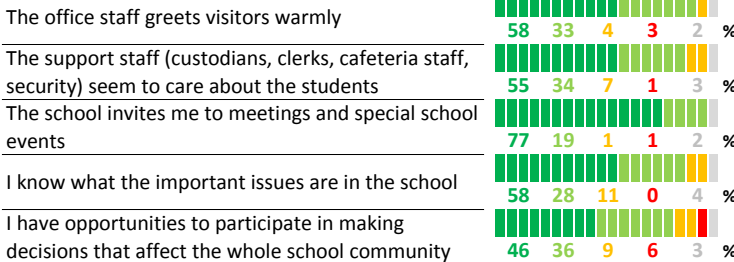 The office staff greets visitors warmly
58 33 4 3 2 %
The support staff (custodians, clerks, cafeteria staff,
security) seem to care about the students
55 34 7 1 3 %
The school invites me to meetings and special school
events
77 19 1 1 2 %
I know what the important issues are in the school
58 28 11 0 4 %
I have opportunities to participate in making
decisions that affect the whole school community
46 36 9 6 3 %